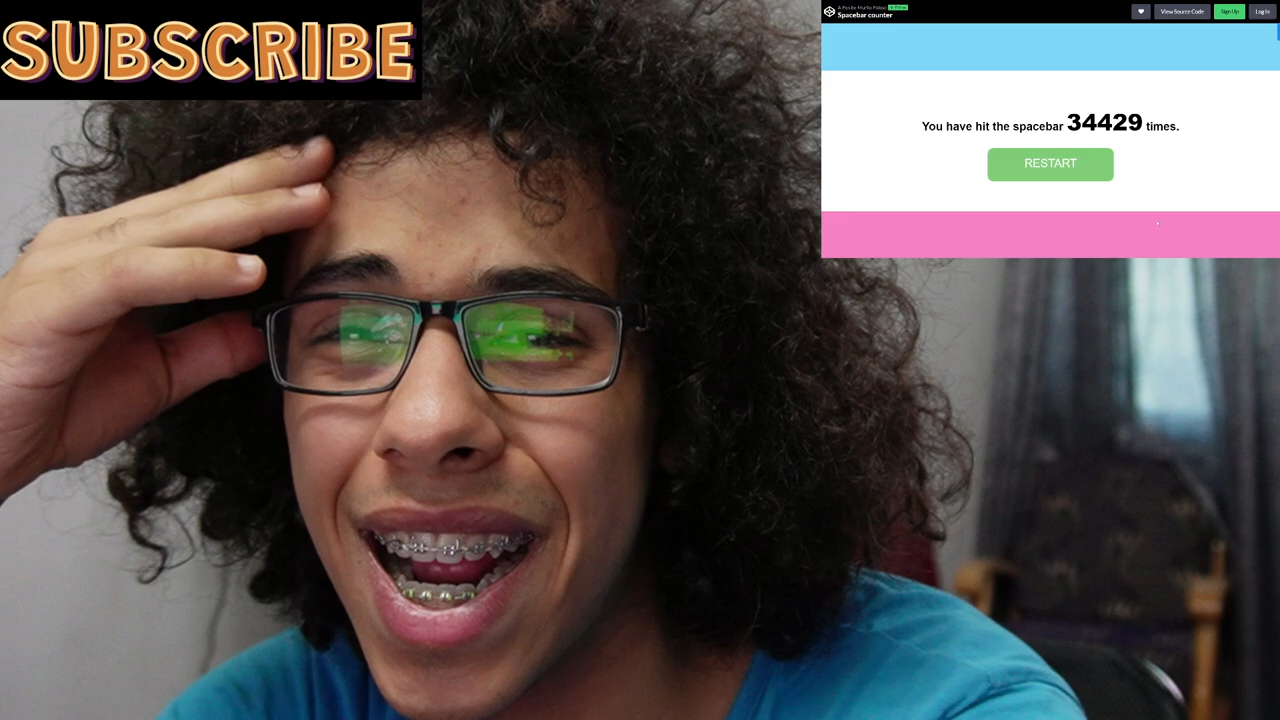 SUBSCRIBE
Spacebar counter
View Source Code
Sign Up
Log In
You have hit the spacebar 34429 times.
RESTART